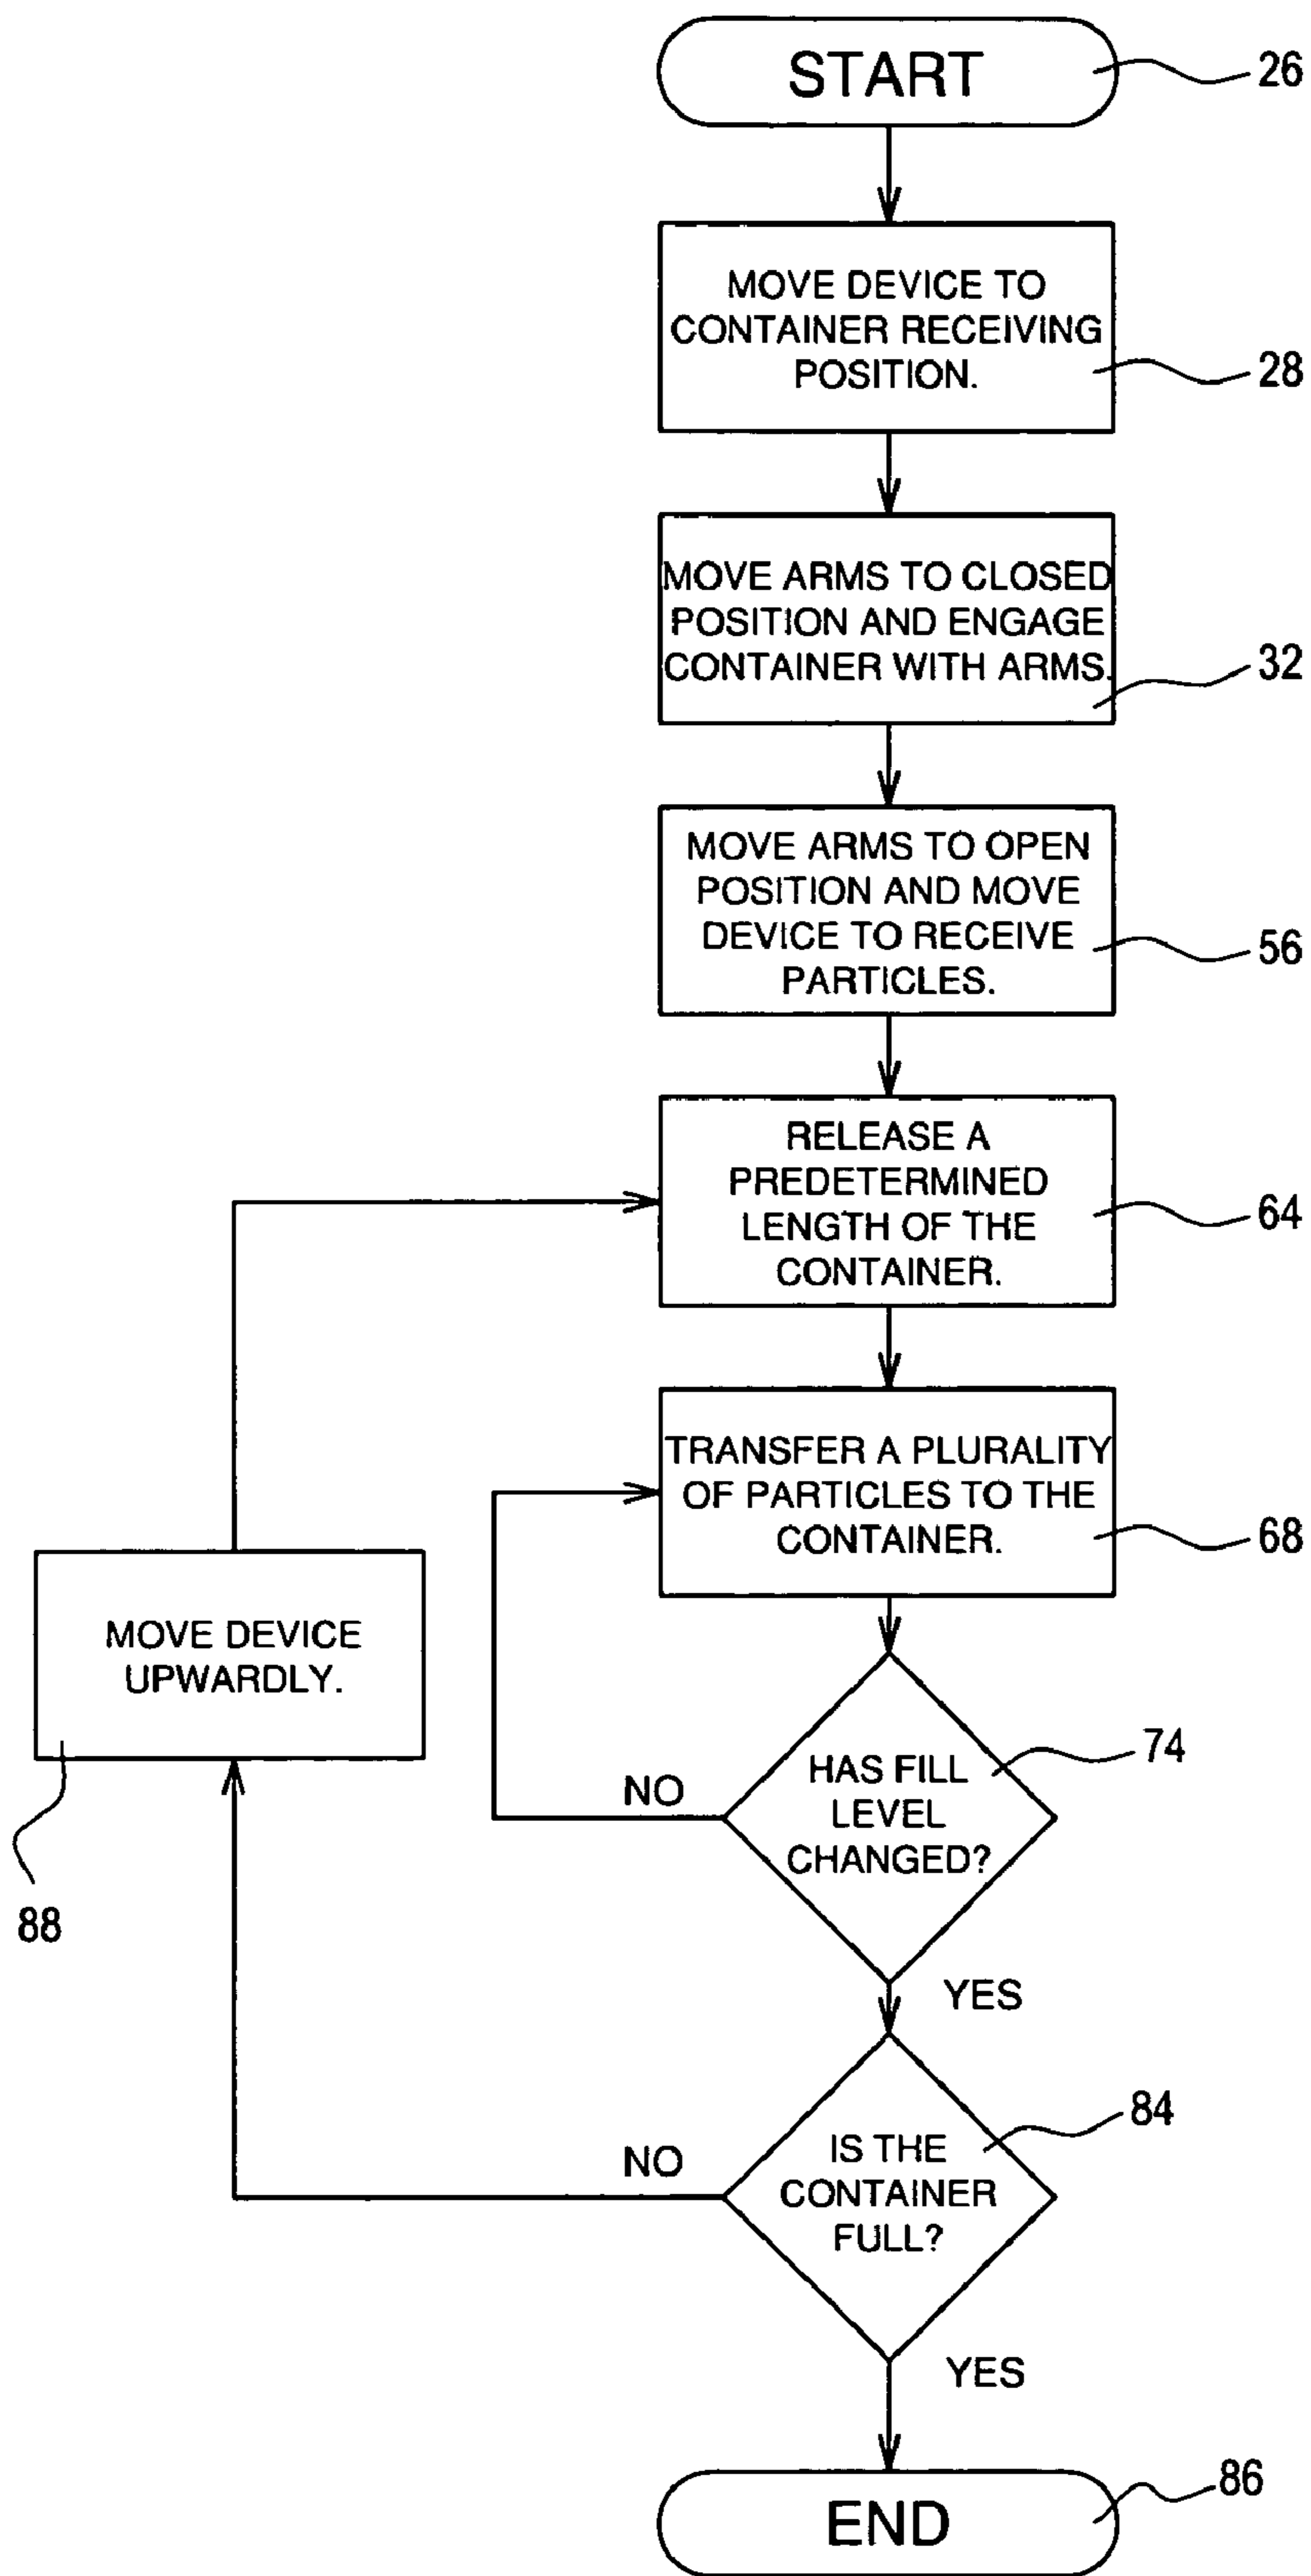 START
26
MOVE DEVICE TO
CONTAINER RECEIVING
POSITION.
28
MOVE ARMS TO CLOSED
POSITION AND ENGAGE
CONTAINER WITH ARMS.
32
MOVE ARMS TO OPEN
POSITION AND MOVE
DEVICE TO RECEIVE
PARTICLES.
56
RELEASE A
PREDETERMINED
LENGTH OF THE
CONTAINER.
64
TRANSFER A PLURALITY
OF PARTICLES TO THE
CONTAINER.
68
MOVE DEVICE
UPWARDLY.
88
HAS FILL
LEVEL
CHANGED?
74
NO
YES
IS THE
CONTAINER
FULL?
84
NO
YES
END
86